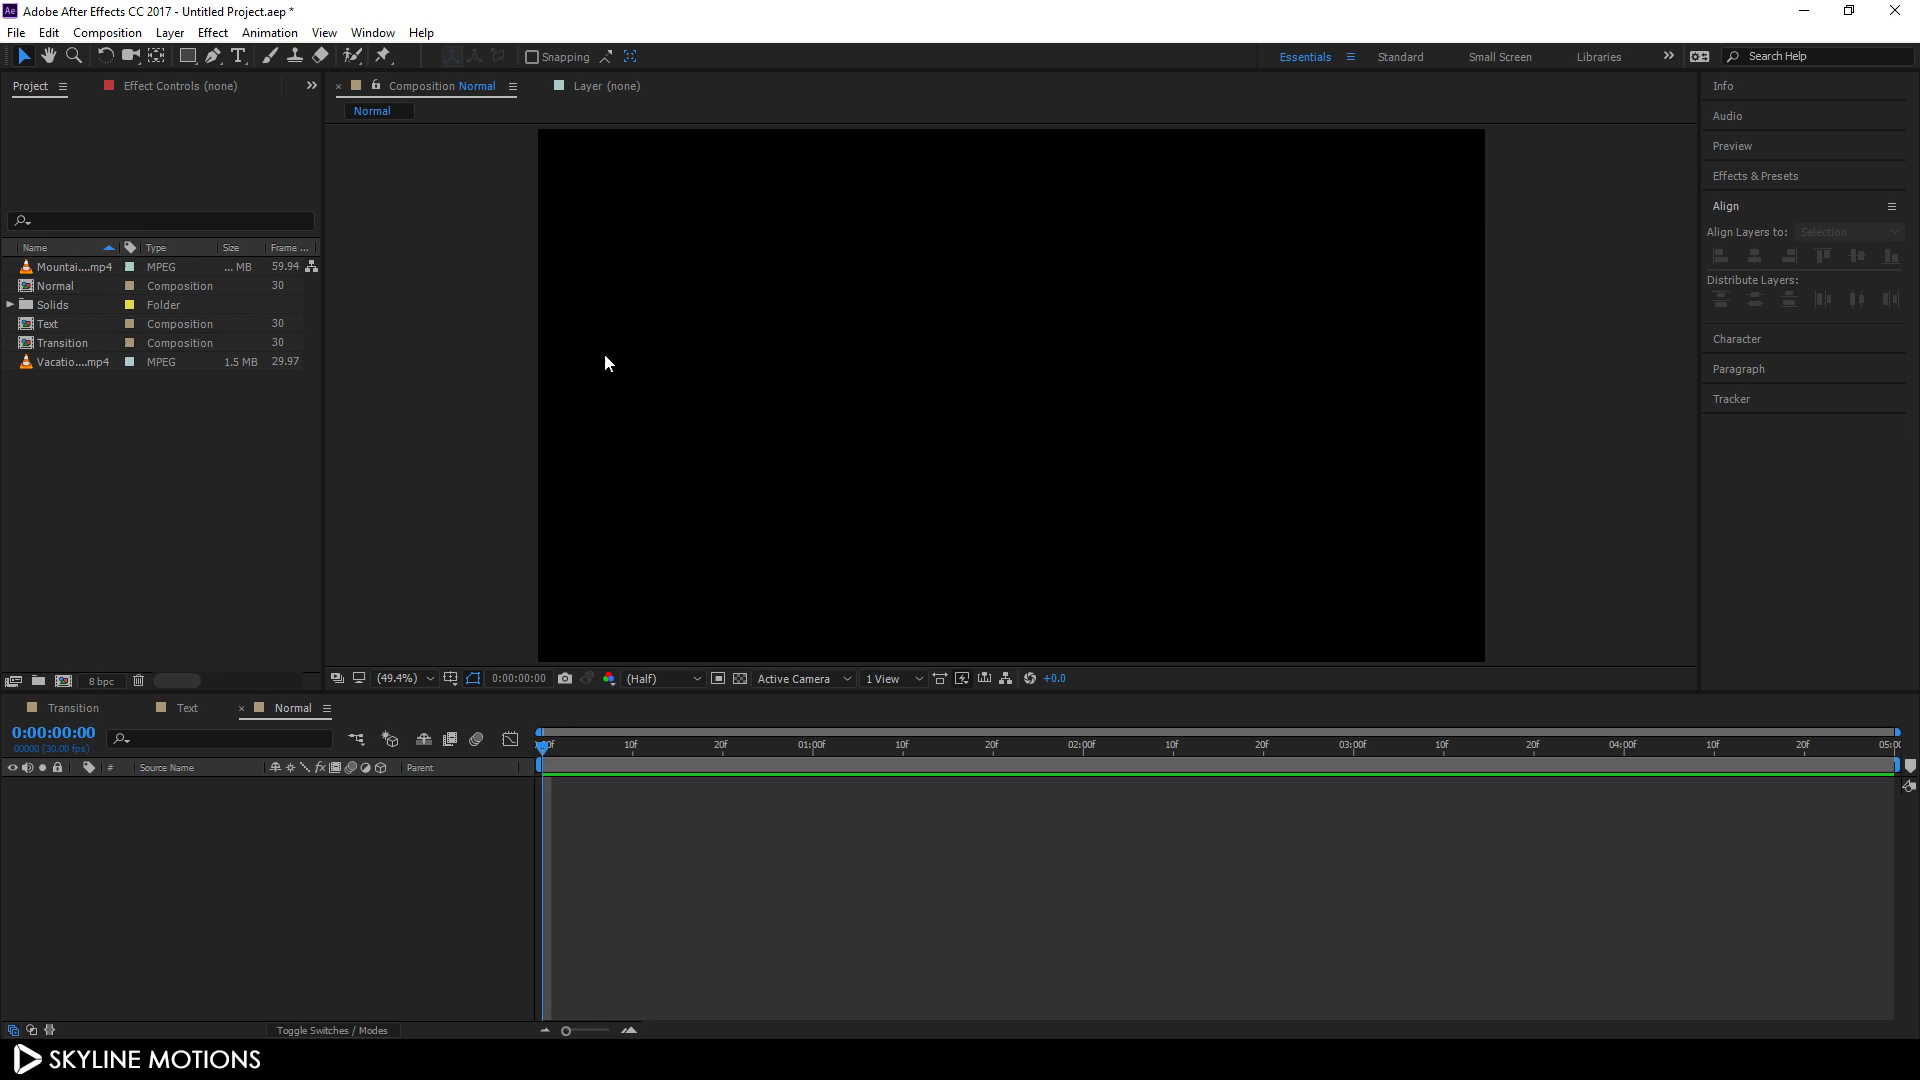 Adobe After Effects CC 2017 - Untitled Project.aep *
File Edit Composition Layer Effect Animation View Window Help
Snapping
Essentials Standard Small Screen Libraries Search Help
Project Effect Controls (none)
Composition Normal Layer (none)
Normal
Info
Audio
Preview
Effects & Presets
Align
Align Layers to: Selection
Distribute Layers:
Character
Paragraph
Tracker
Name Type Size Frame ...
Mountai....mp4 MPEG ... MB 59.94
Normal Composition 30
Solids Folder
Text Composition 30
Transition Composition 30
Vacatio....mp4 MPEG 1.5 MB 29.97
8 bpc
(49.4%) 0:00:00:00 (Half) Active Camera 1 View +0.0
Transition Text Normal
0:00:00:00
00000 (30.00 fps)
10f 20f 01:00f 10f 20f 02:00f 10f 20f 03:00f 10f 20f 04:00f 10f 20f
# Source Name fx Parent
Toggle Switches / Modes
SKYLINE MOTIONS